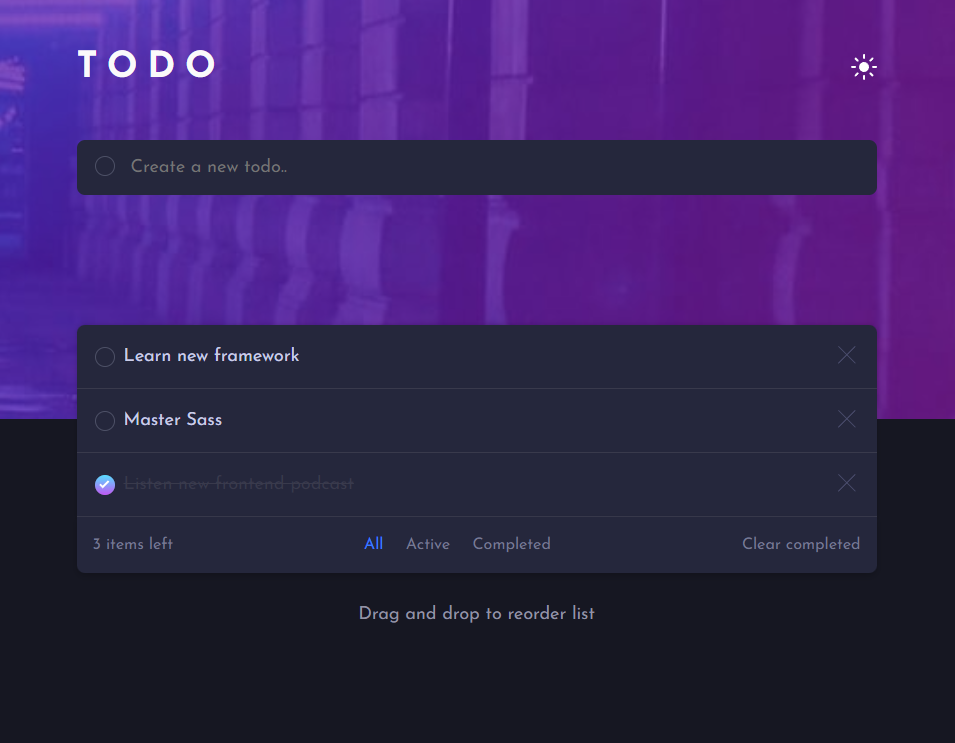 TODO
Create a new todo..
Learn new framework
Master Sass
Listen new frontend podcast
3 items left All Active Completed Clear completed
Drag and drop to reorder list